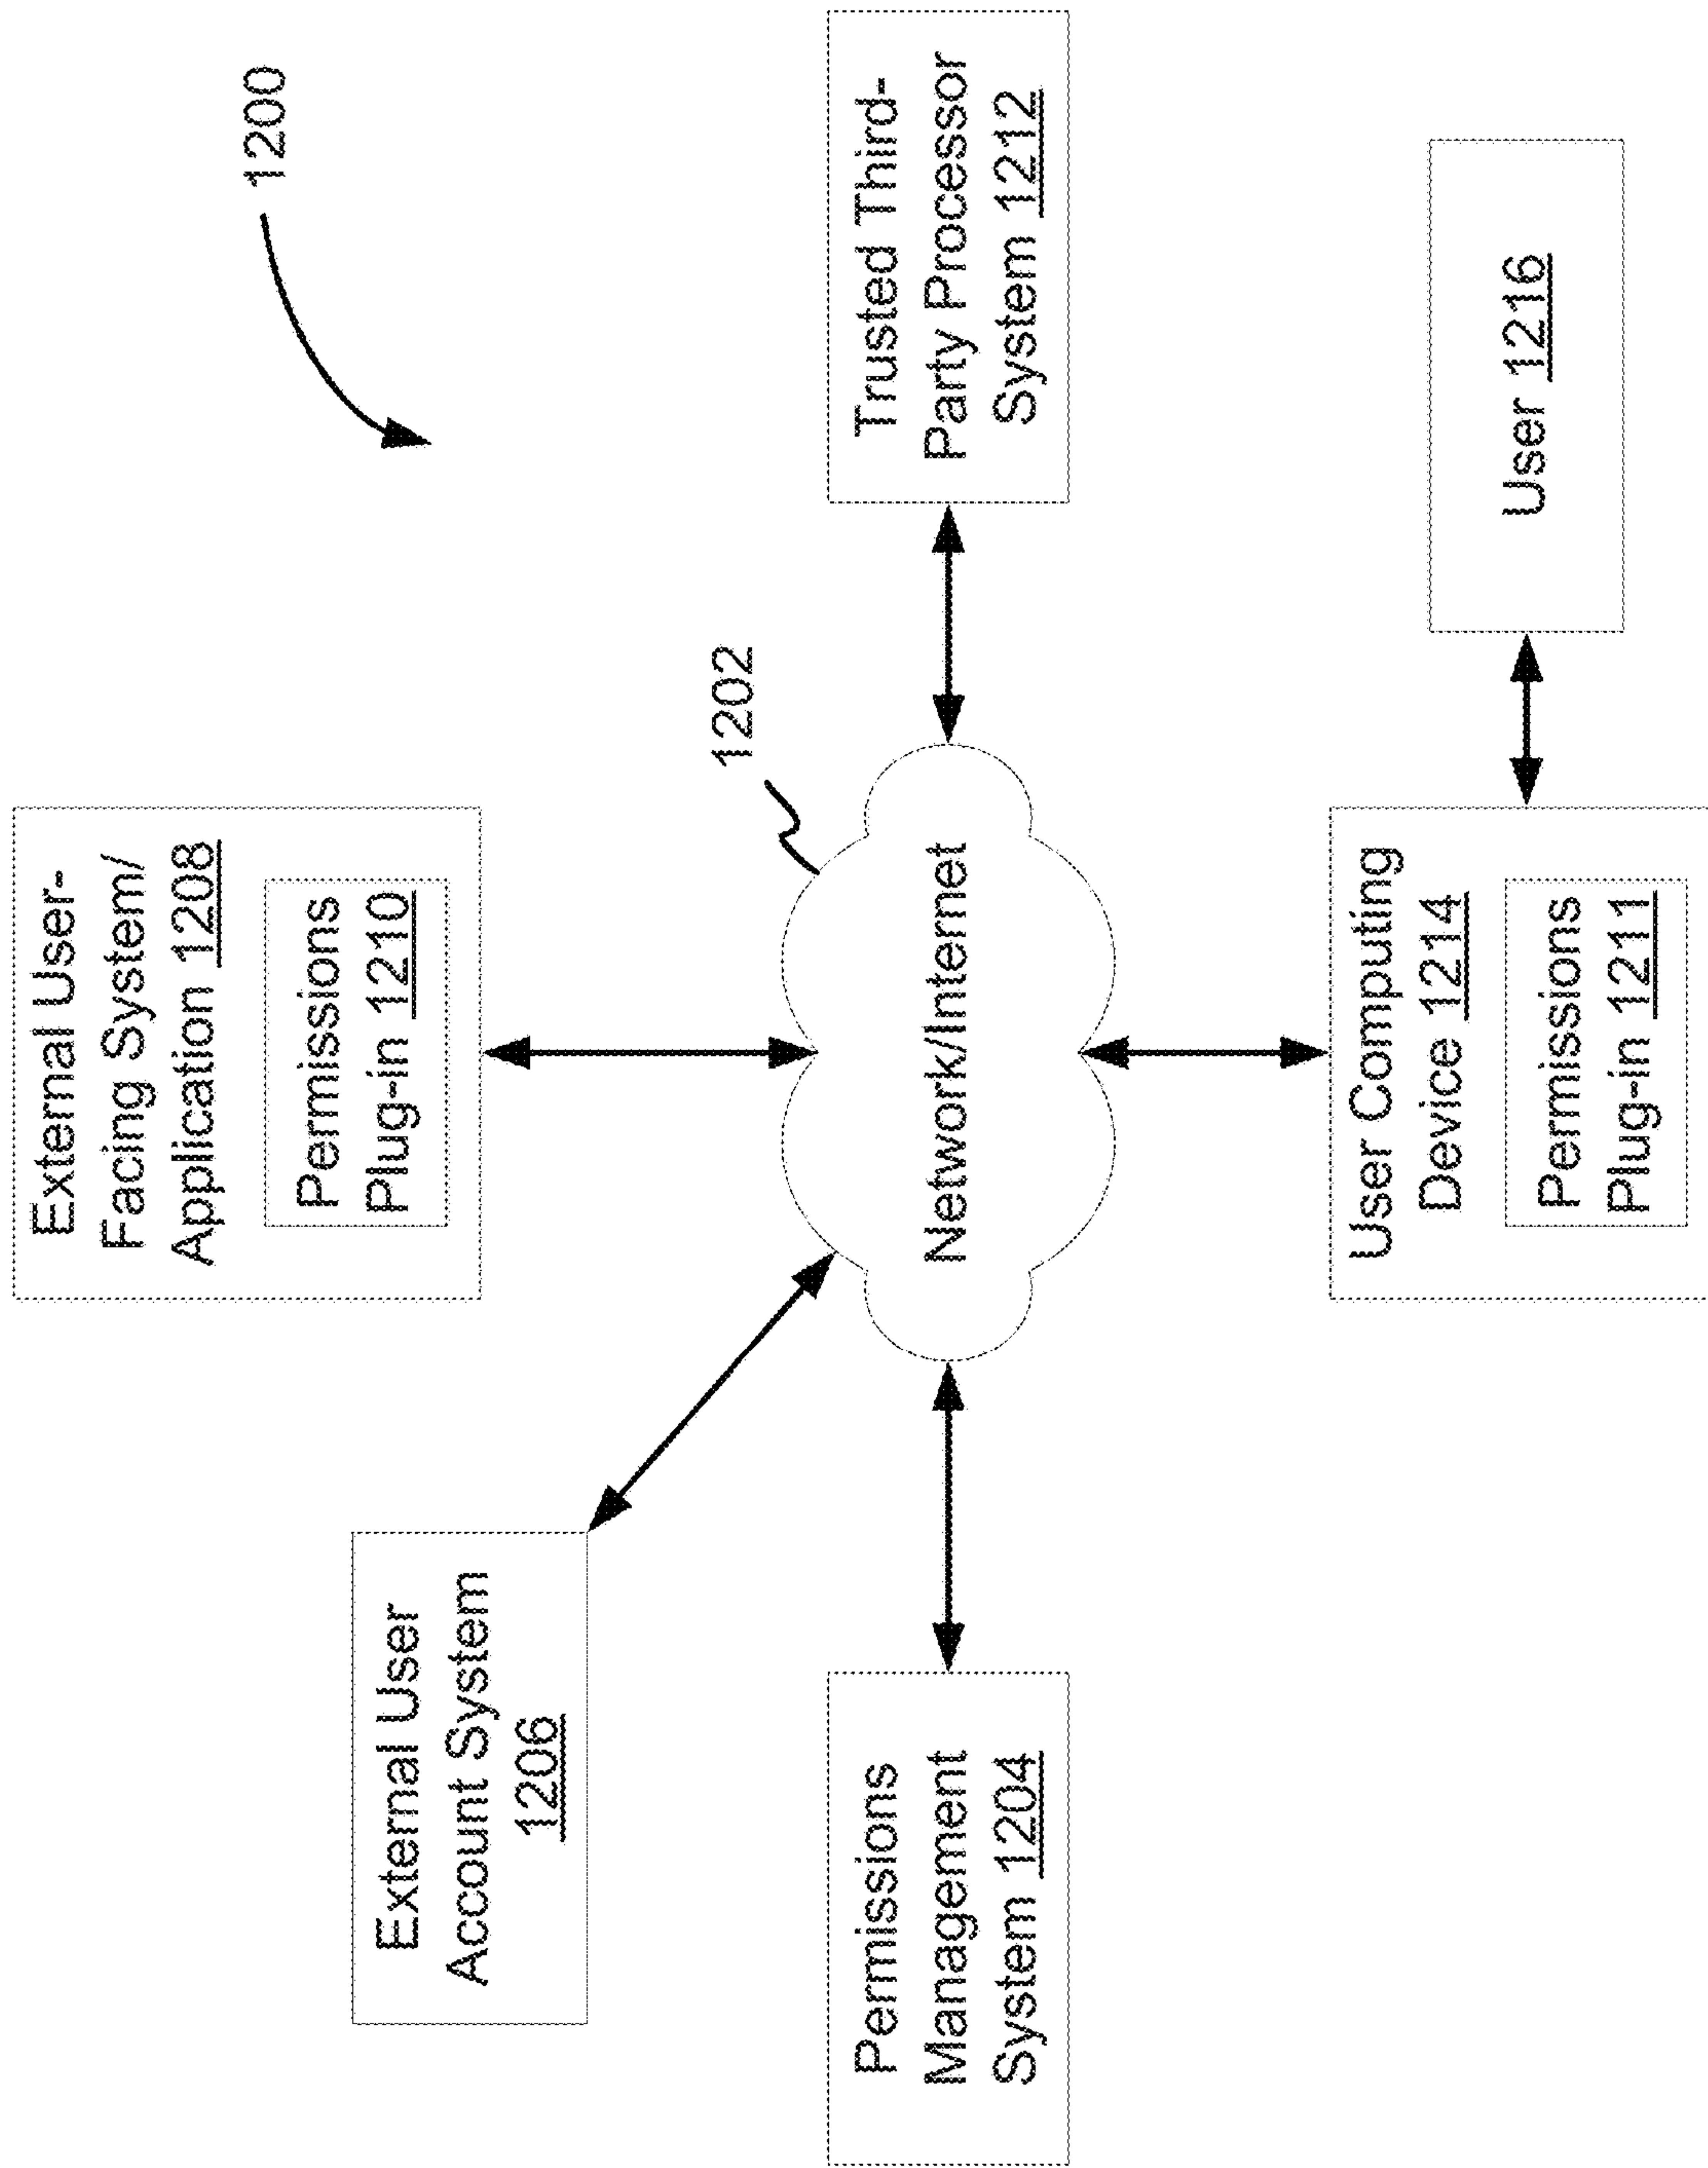 1200
External User-
Facing System/
Application 1208
Permissions
Plug-in 1210
External User
Account System
1206
1202
Permissions
Management
System 1204
Network/Internet
Trusted Third-
Party Processor
System 1212
User Computing
Device 1214
Permissions
Plug-in 1211
User 1216